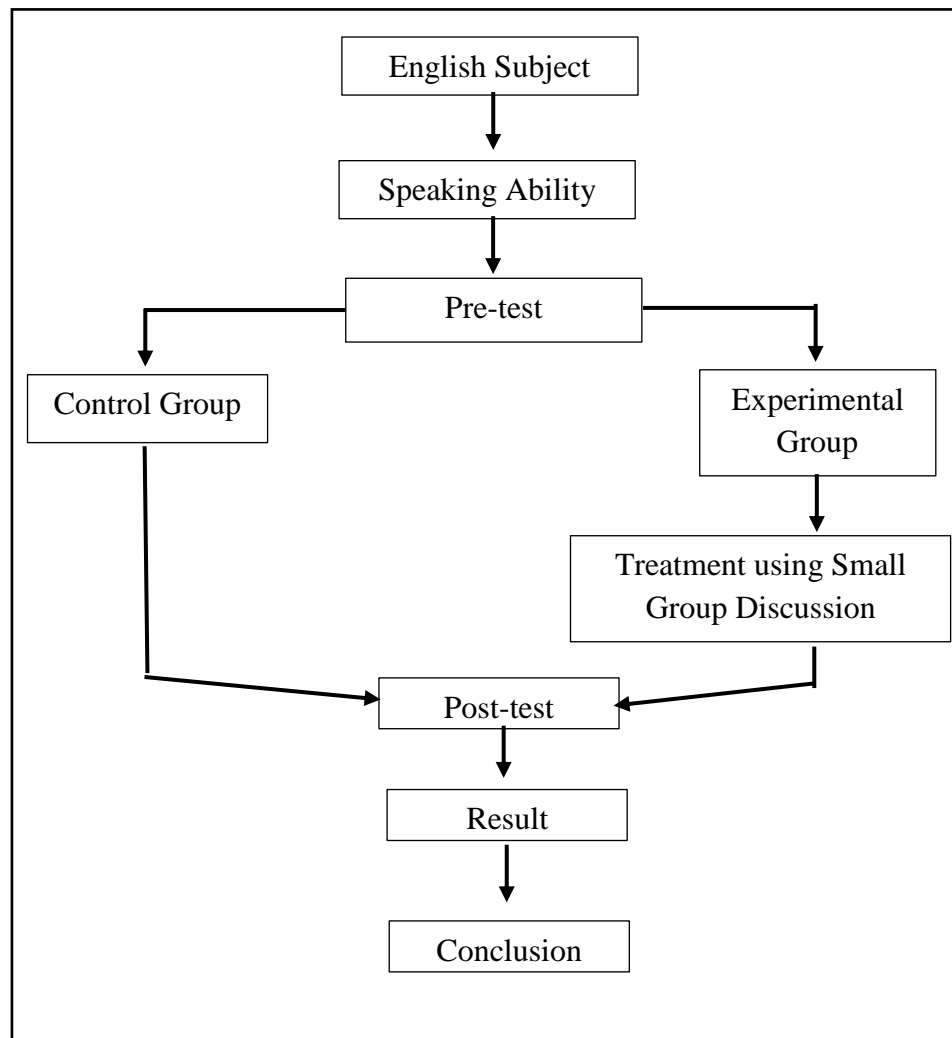 English Subject
Speaking Ability
Pre-test
Control Group
Experimental
Group
Treatment using Small
Group Discussion
Post-test
Result
Conclusion